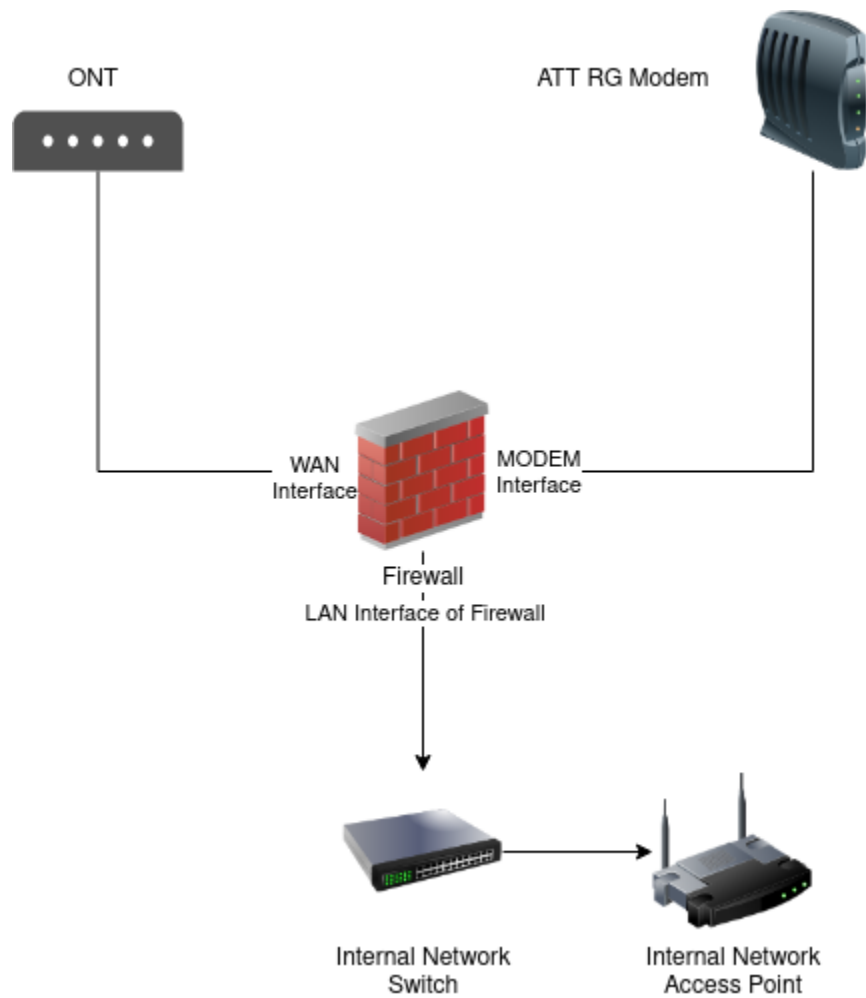 ONT
ATT RG Modem
WAN
Interface
MODEM
Interface
Firewall
LAN Interface of Firewall
Internal Network
Switch
Internal Network
Access Point